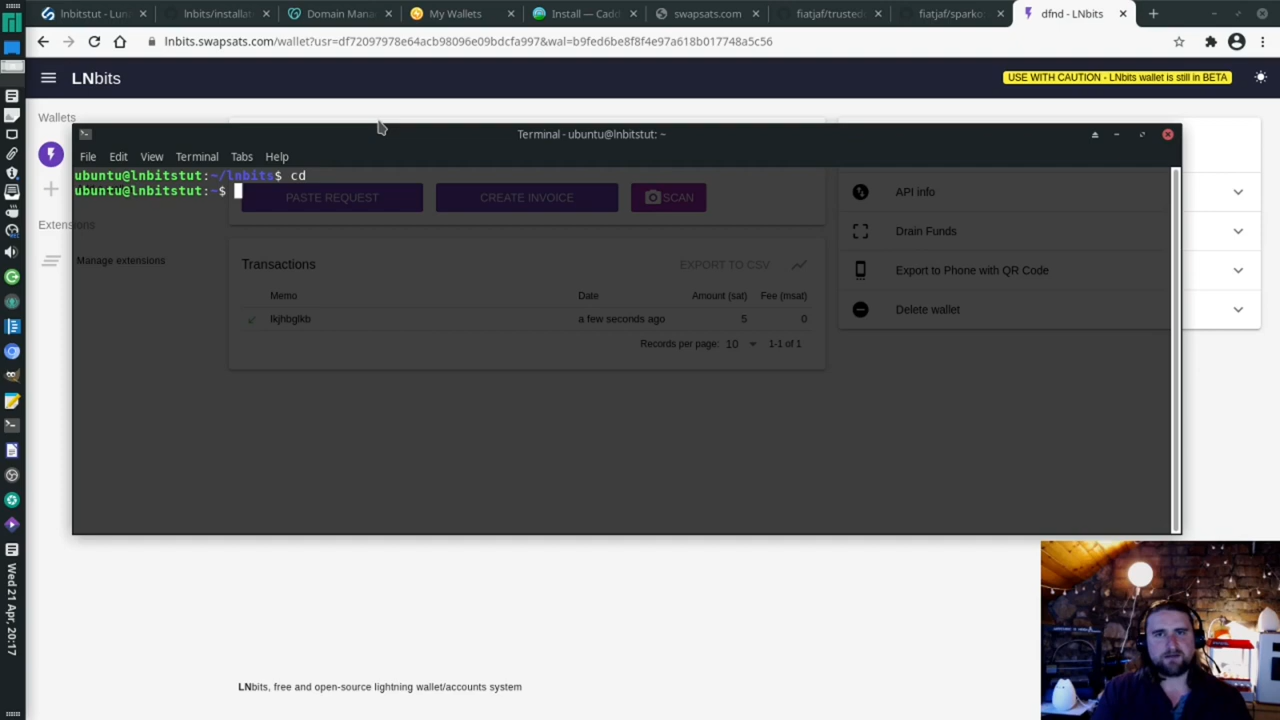 lnbitstut - Lun
lnbits/installat
Domain Mana
My Wallets
Install — Cadd
swapsats.com
fiatjaf/trusted
fiatjaf/sparko
dfnd - LNbits
lnbits.swapsats.com/wallet?usr=df72097978e64acb98096e09bdcfa997&wal=b9fed6be8f8f4e97a618b017748a5c56
LNbits
USE WITH CAUTION - LNbits wallet is still in BETA
Wallets
Terminal - ubuntu@lnbitstut: ~
File Edit View Terminal Tabs Help
ubuntu@lnbitstut:~/lnbits$ cd
ubuntu@lnbitstut:~$
PASTE REQUEST
CREATE INVOICE
SCAN
API info
Extensions
Drain Funds
Manage extensions
Transactions
EXPORT TO CSV
Export to Phone with QR Code
Memo Date Amount (sat) Fee (msat)
lkjhbglkb a few seconds ago 5 0
Delete wallet
Records per page: 10 1-1 of 1
Wed 21 Apr, 20:17
LNbits, free and open-source lightning wallet/accounts system